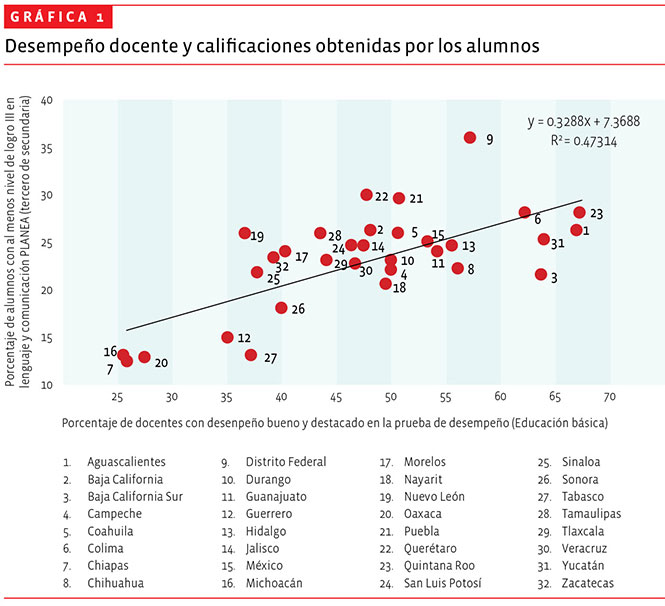 GRÁFICA 1
Desempeño docente y calificaciones obtenidas por los alumnos
Porcentaje de alumnos con al menos nivel de logro III en
lenguaje y comunicación PLANEA (tercero de secundaria)
40
35
30
25
20
15
10
y = 0.3288x + 7.3688
R² = 0.47314
9
22
21
19
28
2
5
15
6
23
1
31
17
24
14
13
32
25
29
30
10
4
11
8
3
18
26
12
16
7
20
27
25 30 35 40 45 50 55 60 65 70
Porcentaje de docentes con desenpeño bueno y destacado en la prueba de desempeño (Educación básica)
1. Aguascalientes
2. Baja California
3. Baja California Sur
4. Campeche
5. Coahuila
6. Colima
7. Chiapas
8. Chihuahua
9. Distrito Federal
10. Durango
11. Guanajuato
12. Guerrero
13. Hidalgo
14. Jalisco
15. México
16. Michoacán
17. Morelos
18. Nayarit
19. Nuevo León
20. Oaxaca
21. Puebla
22. Querétaro
23. Quintana Roo
24. San Luis Potosí
25. Sinaloa
26. Sonora
27. Tabasco
28. Tamaulipas
29. Tlaxcala
30. Veracruz
31. Yucatán
32. Zacatecas